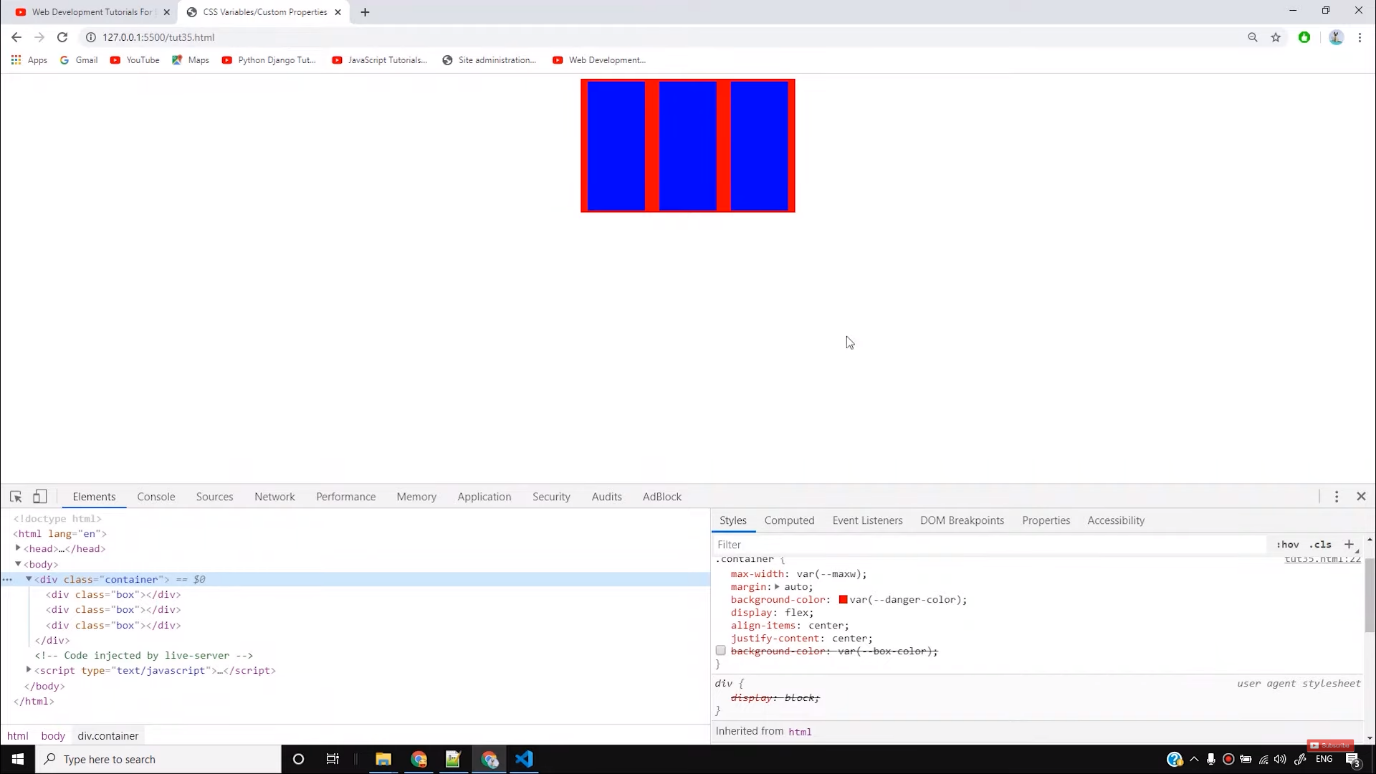 Web Development Tutorials For
CSS Variables/Custom Properties
127.0.0.1:5500/tut35.html
Apps
Gmail
YouTube
Maps
Python Django Tut...
JavaScript Tutorials...
Site administration...
Web Development...
Elements
Console
Sources
Network
Performance
Memory
Application
Security
Audits
AdBlock
<!doctype html>
<html lang="en">
<head>…</head>
<body>
<div class="container"> == $0
<div class="box"></div>
<div class="box"></div>
<div class="box"></div>
</div>
<!-- Code injected by live-server -->
<script type="text/javascript">…</script>
</body>
</html>
html
body
div.container
Styles
Computed
Event Listeners
DOM Breakpoints
Properties
Accessibility
Filter
:hov .cls
.container {
tut35.html:22
max-width: var(--maxw);
margin: auto;
background-color: var(--danger-color);
display: flex;
align-items: center;
justify-content: center;
background-color: var(--box-color);
}
div {
user agent stylesheet
display: block;
}
Inherited from html
Subscribe
Type here to search
ENG
3